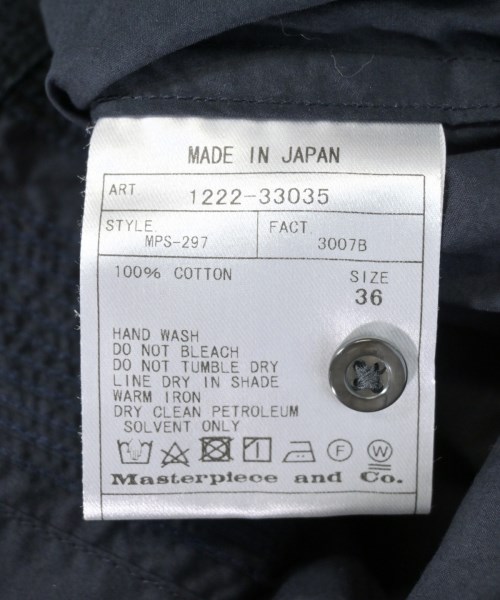 MADE IN JAPAN
ART. 1222-33035
STYLE FACT.
MPS-297 3007B
100% COTTON SIZE
36
HAND WASH
DO NOT BLEACH
DO NOT TUMBLE DRY
LINE DRY IN SHADE
WARM IRON
DRY CLEAN PETROLEUM
SOLVENT ONLY
F W
Masterpiece and Co.